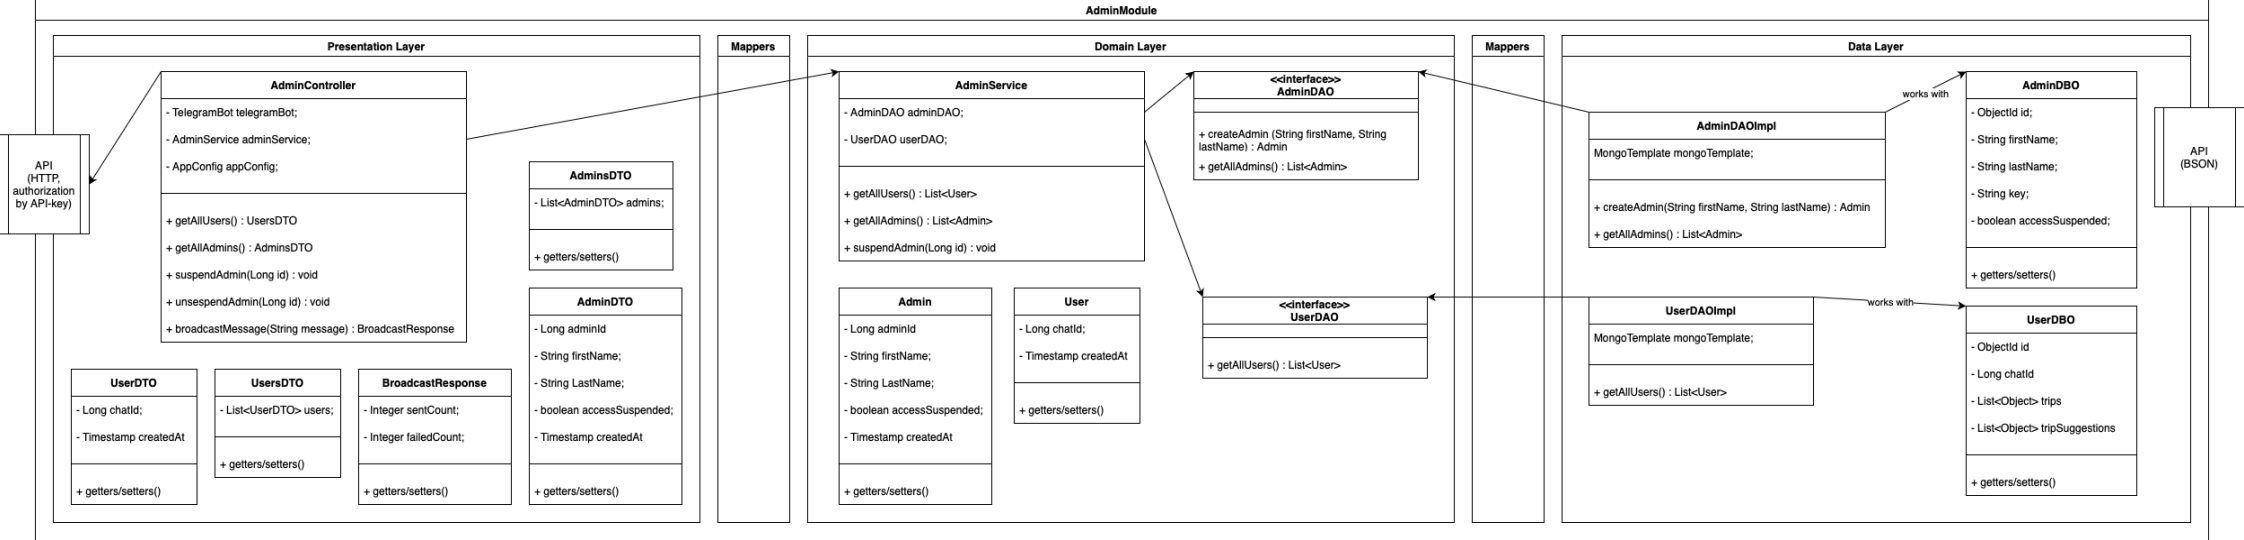 AdminModule
Presentation Layer
Mappers
Domain Layer
Mappers
Data Layer
API
(HTTP,
authorization
by API-key)
AdminController
- TelegramBot telegramBot;
- AdminService adminService;
- AppConfig appConfig;
+ getAllUsers() : UsersDTO
+ getAllAdmins() : AdminsDTO
+ suspendAdmin(Long id) : void
+ unsespendAdmin(Long id) : void
+ broadcastMessage(String message) : BroadcastResponse
AdminsDTO
- List<AdminDTO> admins;
+ getters/setters()
AdminDTO
- Long adminId
- String firstName;
- String LastName;
- boolean accessSuspended;
- Timestamp createdAt
+ getters/setters()
UserDTO
- Long chatId;
- Timestamp createdAt
+ getters/setters()
UsersDTO
- List<UserDTO> users;
+ getters/setters()
BroadcastResponse
- Integer sentCount;
- Integer failedCount;
+ getters/setters()
AdminService
- AdminDAO adminDAO;
- UserDAO userDAO;
+ getAllUsers() : List<User>
+ getAllAdmins() : List<Admin>
+ suspendAdmin(Long id) : void
<<interface>>
AdminDAO
+ createAdmin (String firstName, String
lastName) : Admin
+ getAllAdmins() : List<Admin>
Admin
- Long adminId
- String firstName;
- String LastName;
- boolean accessSuspended;
- Timestamp createdAt
+ getters/setters()
User
- Long chatId;
- Timestamp createdAt
+ getters/setters()
<<interface>>
UserDAO
+ getAllUsers() : List<User>
AdminDAOImpl
MongoTemplate mongoTemplate;
+ createAdmin(String firstName, String lastName) : Admin
+ getAllAdmins() : List<Admin>
works with
AdminDBO
- ObjectId id;
- String firstName;
- String lastName;
- String key;
- boolean accessSuspended;
+ getters/setters()
UserDAOImpl
MongoTemplate mongoTemplate;
+ getAllUsers() : List<User>
works with
UserDBO
- ObjectId id
- Long chatId
- List<Object> trips
- List<Object> tripSuggestions
+ getters/setters()
API
(BSON)